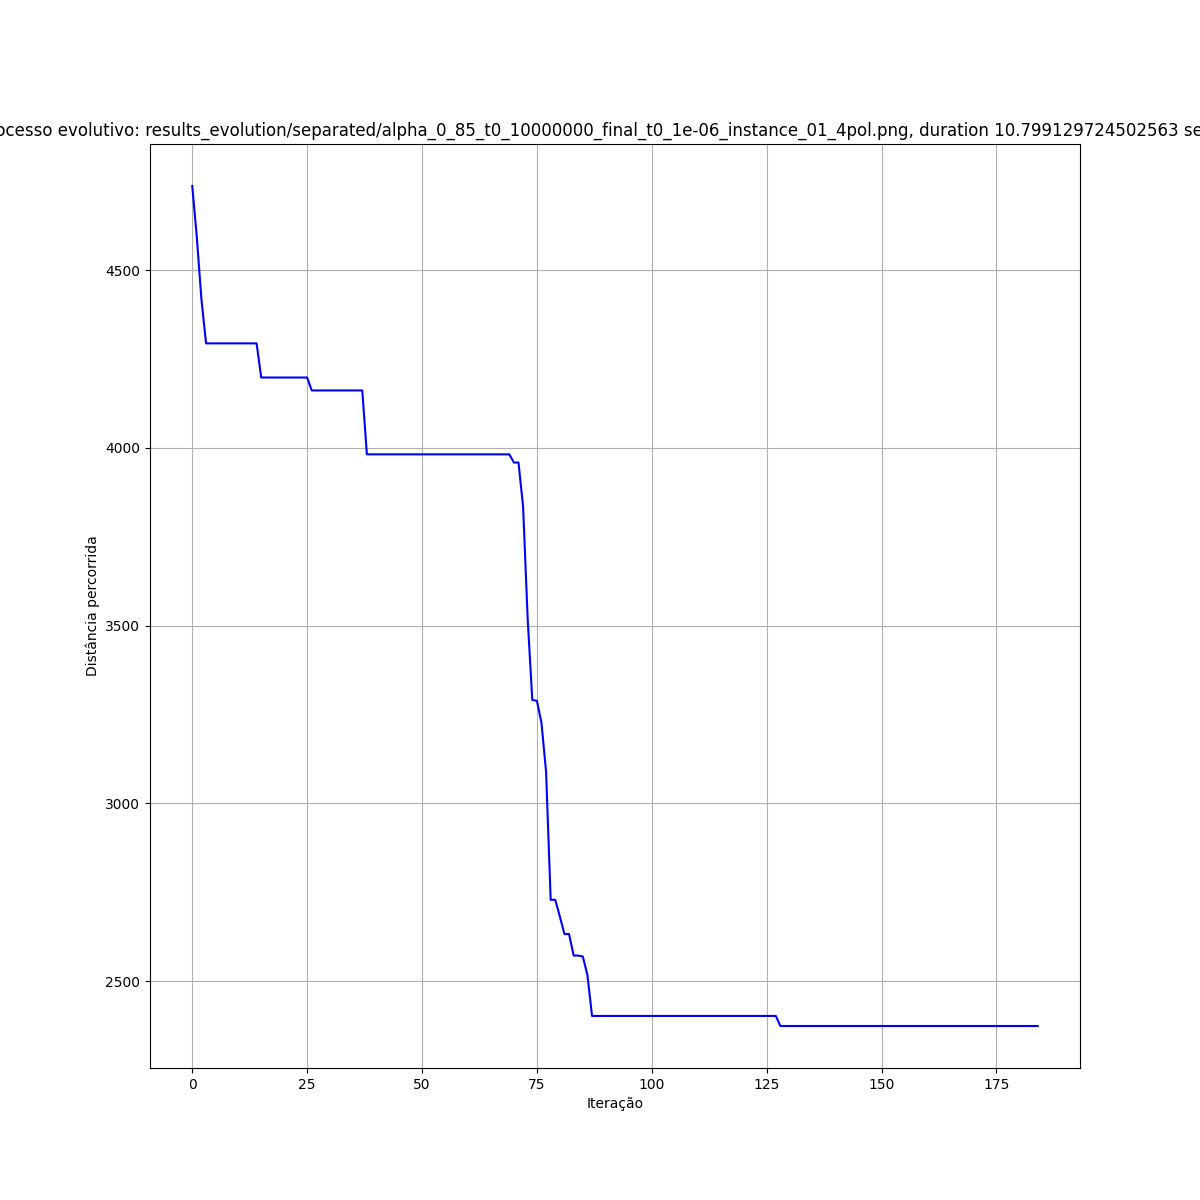 ocesso evolutivo: results_evolution/separated/alpha_0_85_t0_10000000_final_t0_1e-06_instance_01_4pol.png, duration 10.799129724502563 se
4500
4000
3500
3000
2500
Distância percorrida
0 25 50 75 100 125 150 175
Iteração